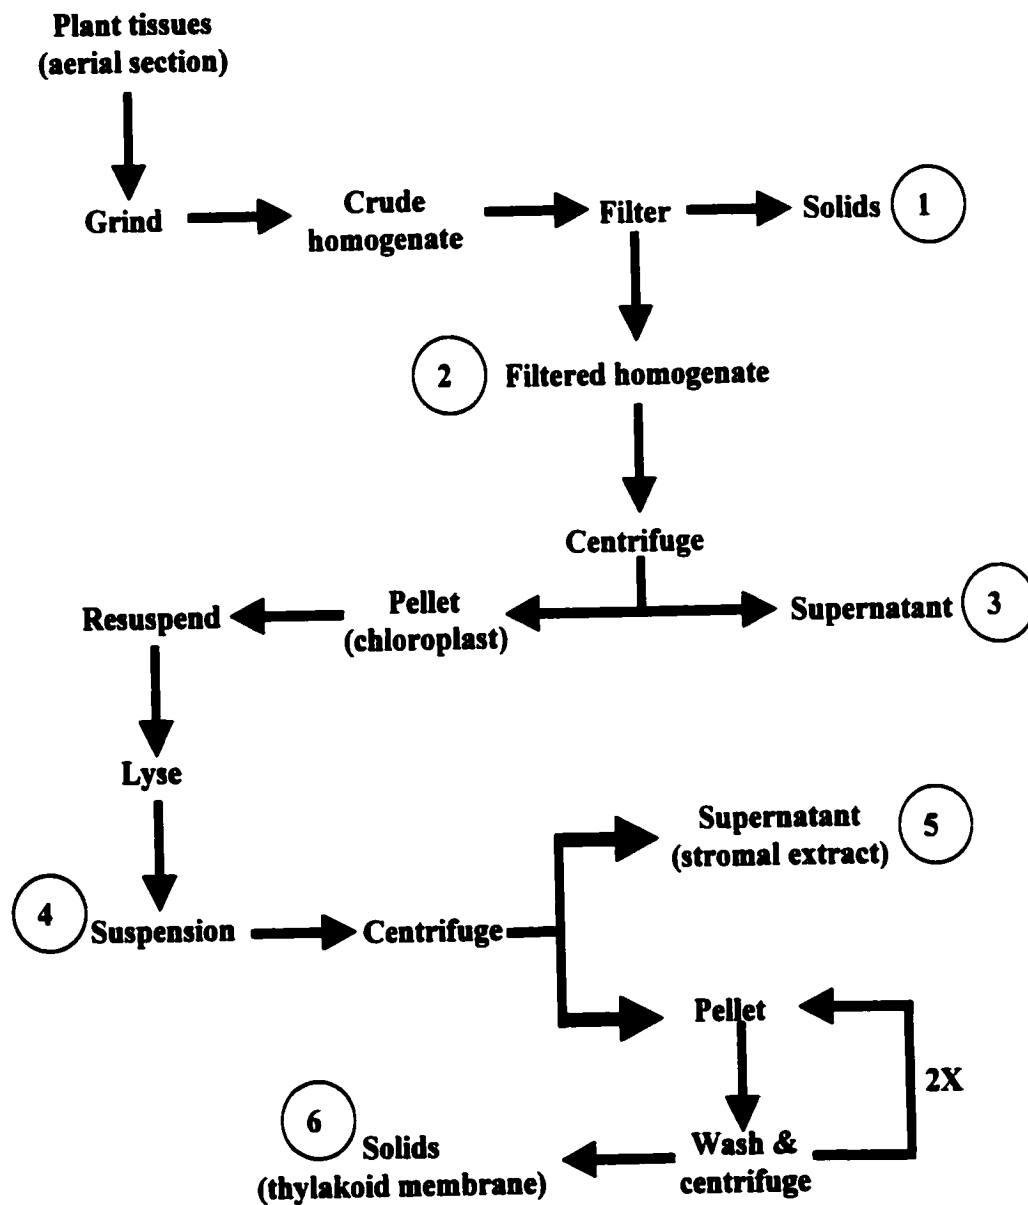 Plant tissues
(aerial section)
Grind
Crude
homogenate
Filter
Solids
1
2
Filtered homogenate
Centrifuge
Resuspend
Pellet
(chloroplast)
Supernatant
3
Lyse
Supernatant
(stromal extract)
5
4
Suspension
Centrifuge
Pellet
2X
6
Solids
(thylakoid membrane)
Wash &
centrifuge